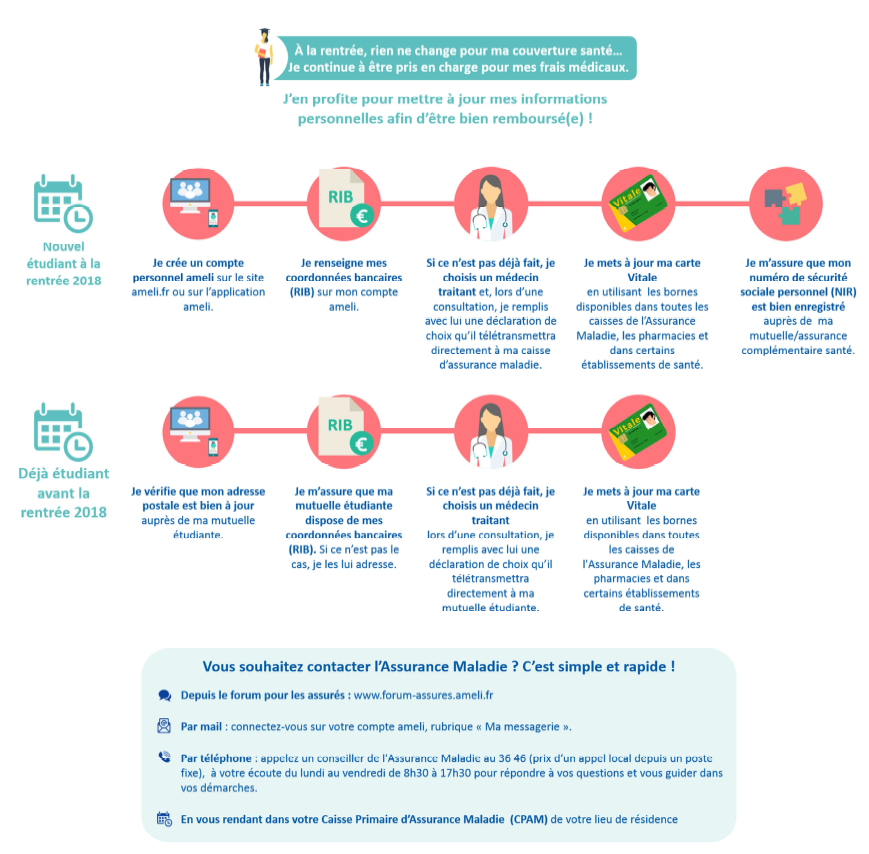 À la rentrée, rien ne change pour ma couverture santé...
Je continue à être pris en charge pour mes frais médicaux.
J'en profite pour mettre à jour mes informations
personnelles afin d'être bien remboursé(e) !
Nouvel
étudiant à la
rentrée 2018
RIB
€
Vitale
Je crée un compte
personnel ameli sur le site
ameli.fr ou sur l'application
ameli.
Je renseigne mes
coordonnées bancaires
(RIB) sur mon compte
ameli.
Si ce n'est pas déjà fait, je
choisis un médecin
traitant et, lors d'une
consultation, je remplis
avec lui une déclaration de
choix qu'il télétransmettra
directement à ma caisse
d'assurance maladie.
Je mets à jour ma carte
Vitale
en utilisant les bornes
disponibles dans toutes les
caisses de l'Assurance
Maladie, les pharmacies et
dans certains
établissements de santé.
Je m'assure que mon
numéro de sécurité
sociale personnel (NIR)
est bien enregistré
auprès de ma
mutuelle/assurance
complémentaire santé.
Déjà étudiant
avant la
rentrée 2018
RIB
€
Vitale
Je vérifie que mon adresse
postale est bien à jour
auprès de ma mutuelle
étudiante.
Je m'assure que ma
mutuelle étudiante
dispose de mes
coordonnées bancaires
(RIB). Si ce n'est pas le
cas, je les lui adresse.
Si ce n'est pas déjà fait, je
choisis un médecin
traitant
lors d'une consultation, je
remplis avec lui une
déclaration de choix qu'il
télétransmettra
directement à ma
mutuelle étudiante.
Je mets à jour ma carte
Vitale
en utilisant les bornes
disponibles dans toutes
les caisses de
l'Assurance Maladie, les
pharmacies et dans
certains établissements
de santé.
Vous souhaitez contacter l'Assurance Maladie ? C'est simple et rapide !
Depuis le forum pour les assurés : www.forum-assures.ameli.fr
Par mail : connectez-vous sur votre compte ameli, rubrique « Ma messagerie ».
Par téléphone : appelez un conseiller de l'Assurance Maladie au 36 46 (prix d'un appel local depuis un poste
fixe), à votre écoute du lundi au vendredi de 8h30 à 17h30 pour répondre à vos questions et vous guider dans
vos démarches.
En vous rendant dans votre Caisse Primaire d'Assurance Maladie (CPAM) de votre lieu de résidence